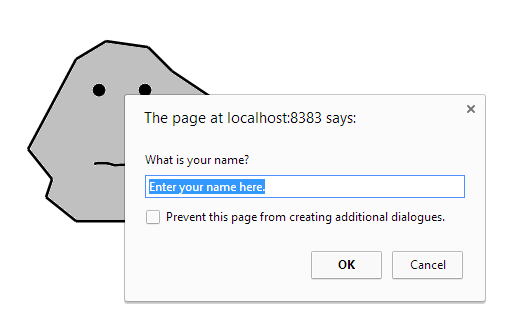 The page at localhost:8383 says:
What is your name?
Enter your name here.
Prevent this page from creating additional dialogues.
OK
Cancel